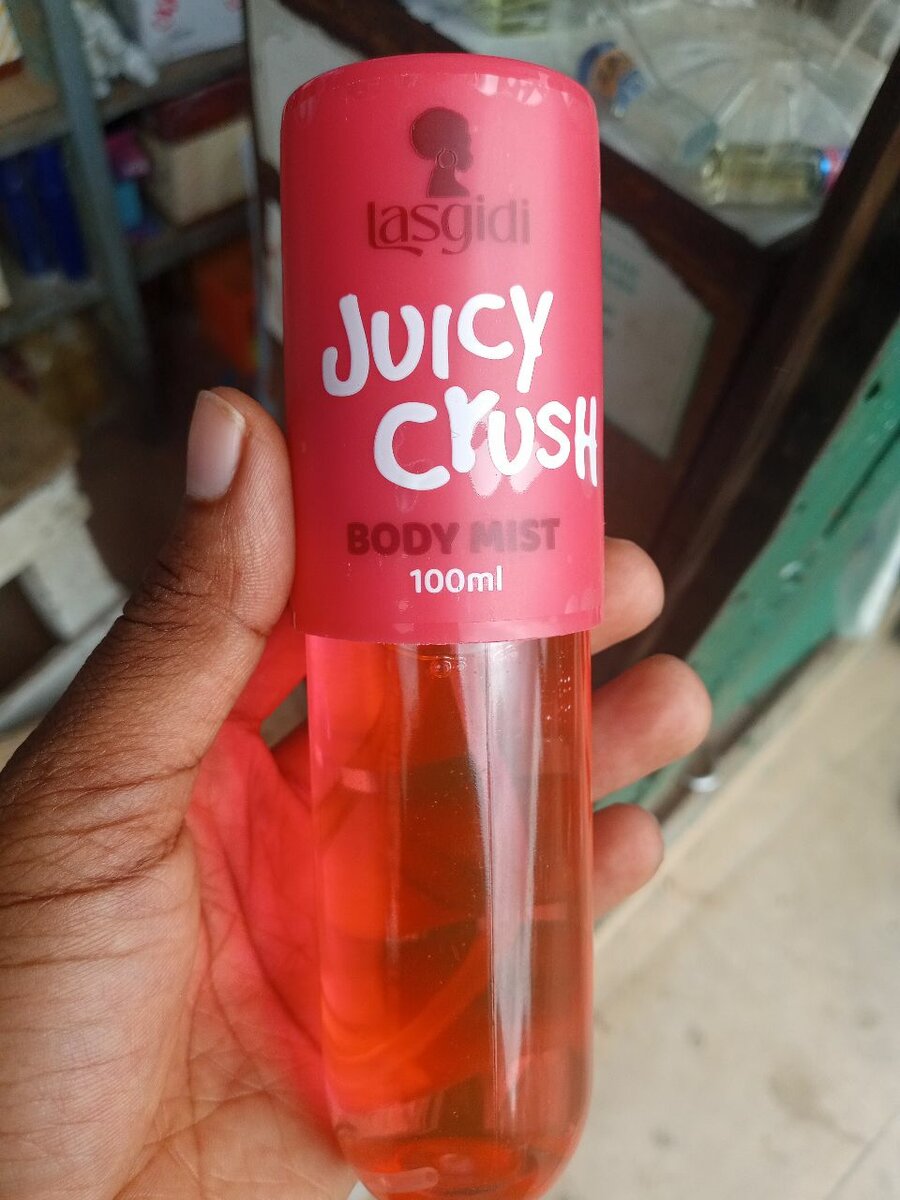 Lasgidi
JUICY
CrUSH
BODY MIST
100ml